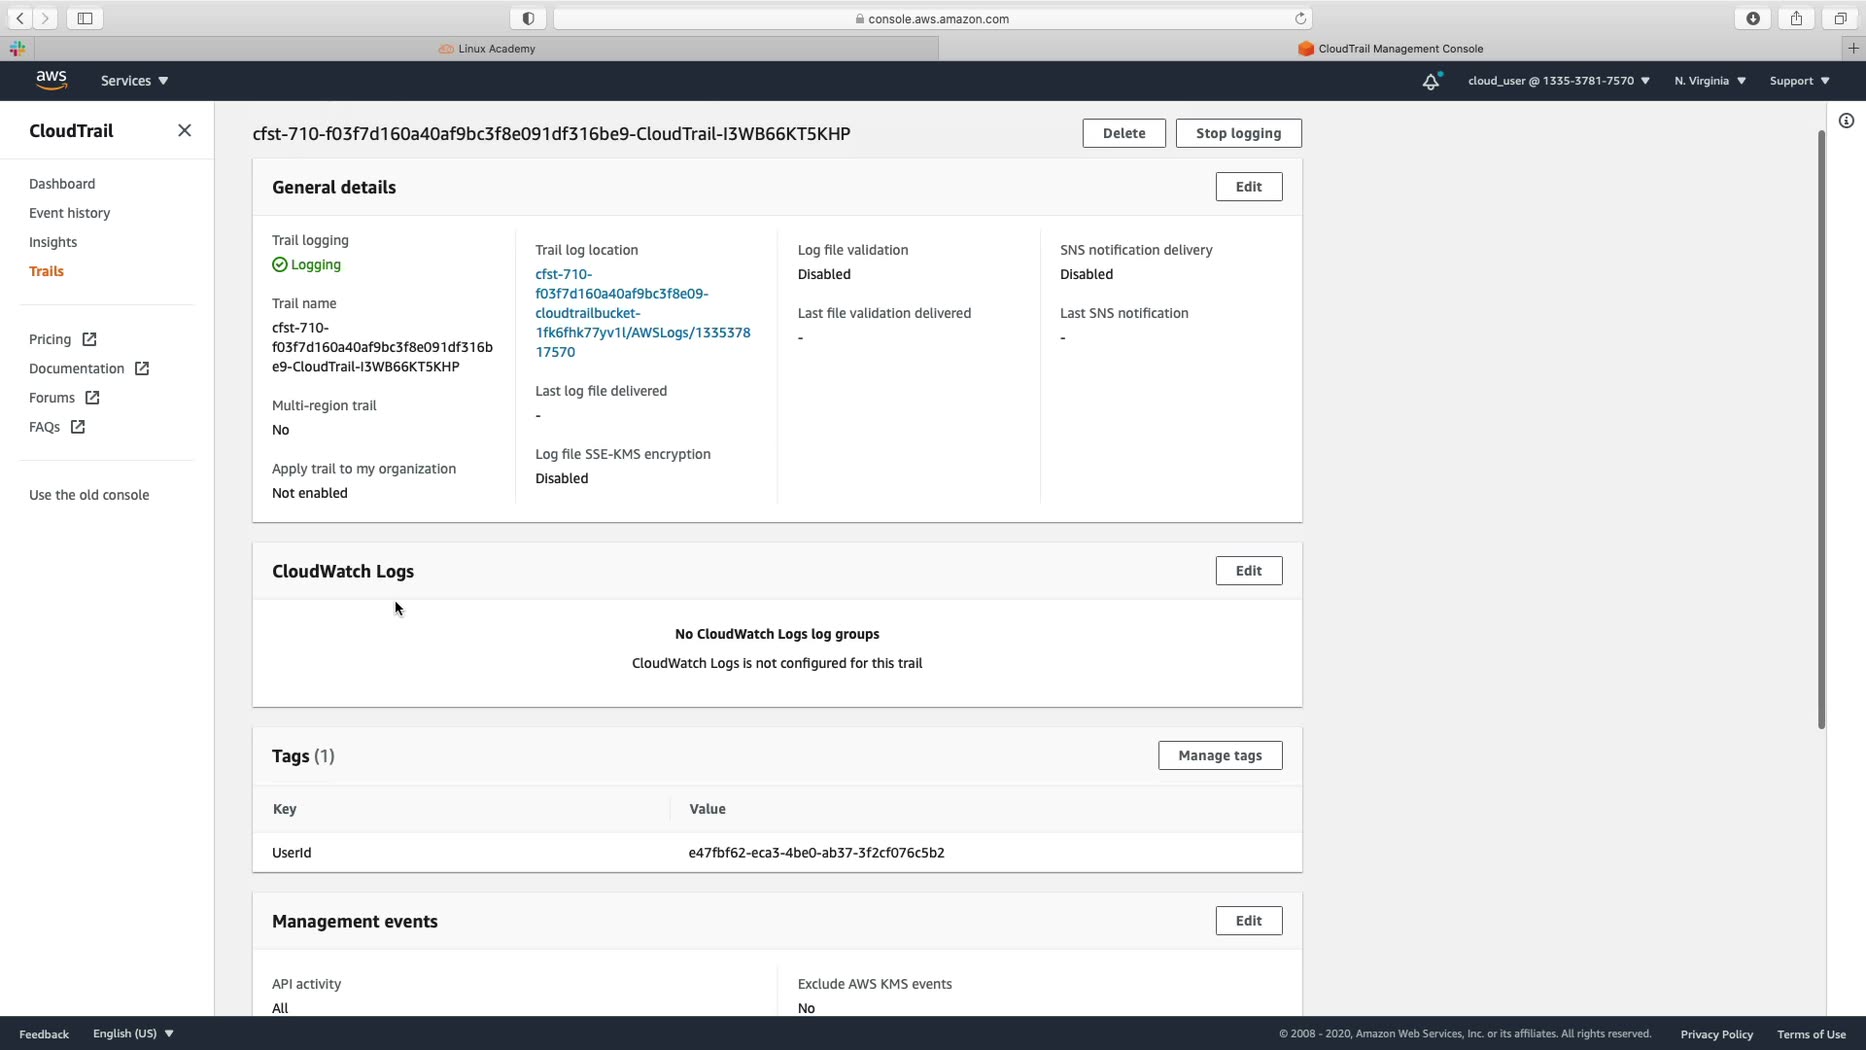 console.aws.amazon.com
Linux Academy
CloudTrail Management Console
aws
Services
cloud_user @ 1335-3781-7570
N. Virginia
Support
CloudTrail
Dashboard
Event history
Insights
Trails
Pricing
Documentation
Forums
FAQs
Use the old console
cfst-710-f03f7d160a40af9bc3f8e091df316be9-CloudTrail-I3WB66KT5KHP
Delete
Stop logging
General details
Edit
Trail logging
Logging
Trail name
cfst-710-
f03f7d160a40af9bc3f8e091df316b
e9-CloudTrail-I3WB66KT5KHP
Multi-region trail
No
Apply trail to my organization
Not enabled
Trail log location
cfst-710-
f03f7d160a40af9bc3f8e09-
cloudtrailbucket-
1fk6fhk77yv1l/AWSLogs/1335378
17570
Last log file delivered
-
Log file SSE-KMS encryption
Disabled
Log file validation
Disabled
Last file validation delivered
-
SNS notification delivery
Disabled
Last SNS notification
-
CloudWatch Logs
Edit
No CloudWatch Logs log groups
CloudWatch Logs is not configured for this trail
Tags (1)
Manage tags
Key
Value
UserId
e47fbf62-eca3-4be0-ab37-3f2cf076c5b2
Management events
Edit
API activity
All
Exclude AWS KMS events
No
Feedback
English (US)
© 2008 - 2020, Amazon Web Services, Inc. or its affiliates. All rights reserved.
Privacy Policy
Terms of Use